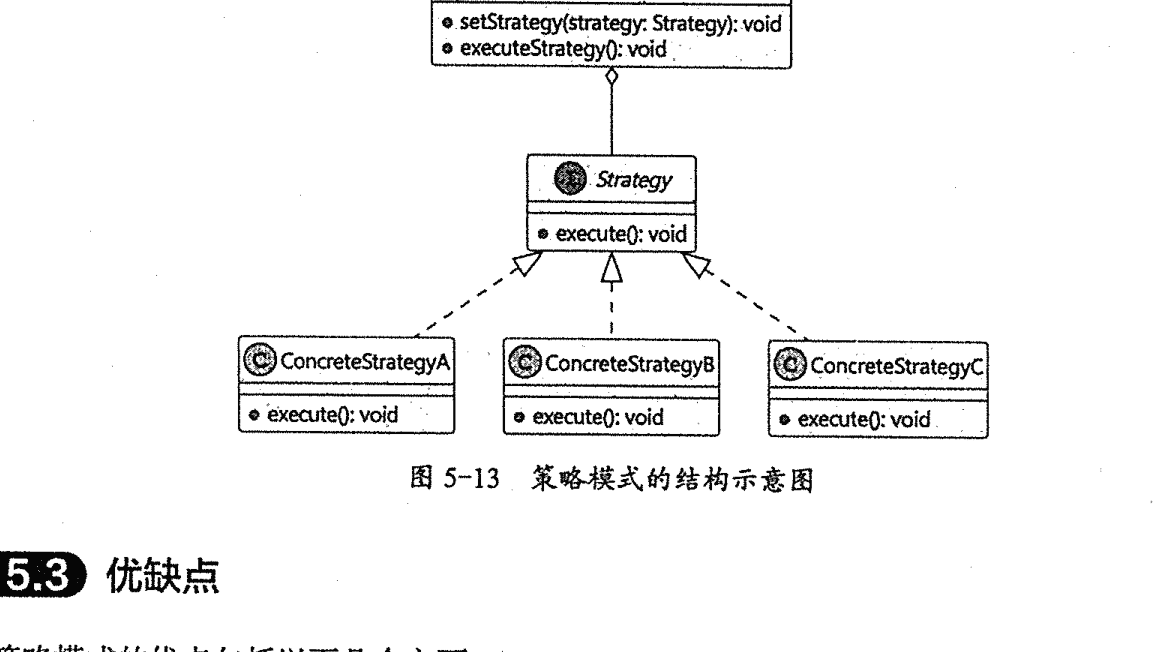 setStrategy(strategy: Strategy): void
executeStrategy(): void
I Strategy
execute(): void
C ConcreteStrategyA
C ConcreteStrategyB
C ConcreteStrategyC
execute(): void
execute(): void
execute(): void
图 5-13 策略模式的结构示意图
5.3 优缺点